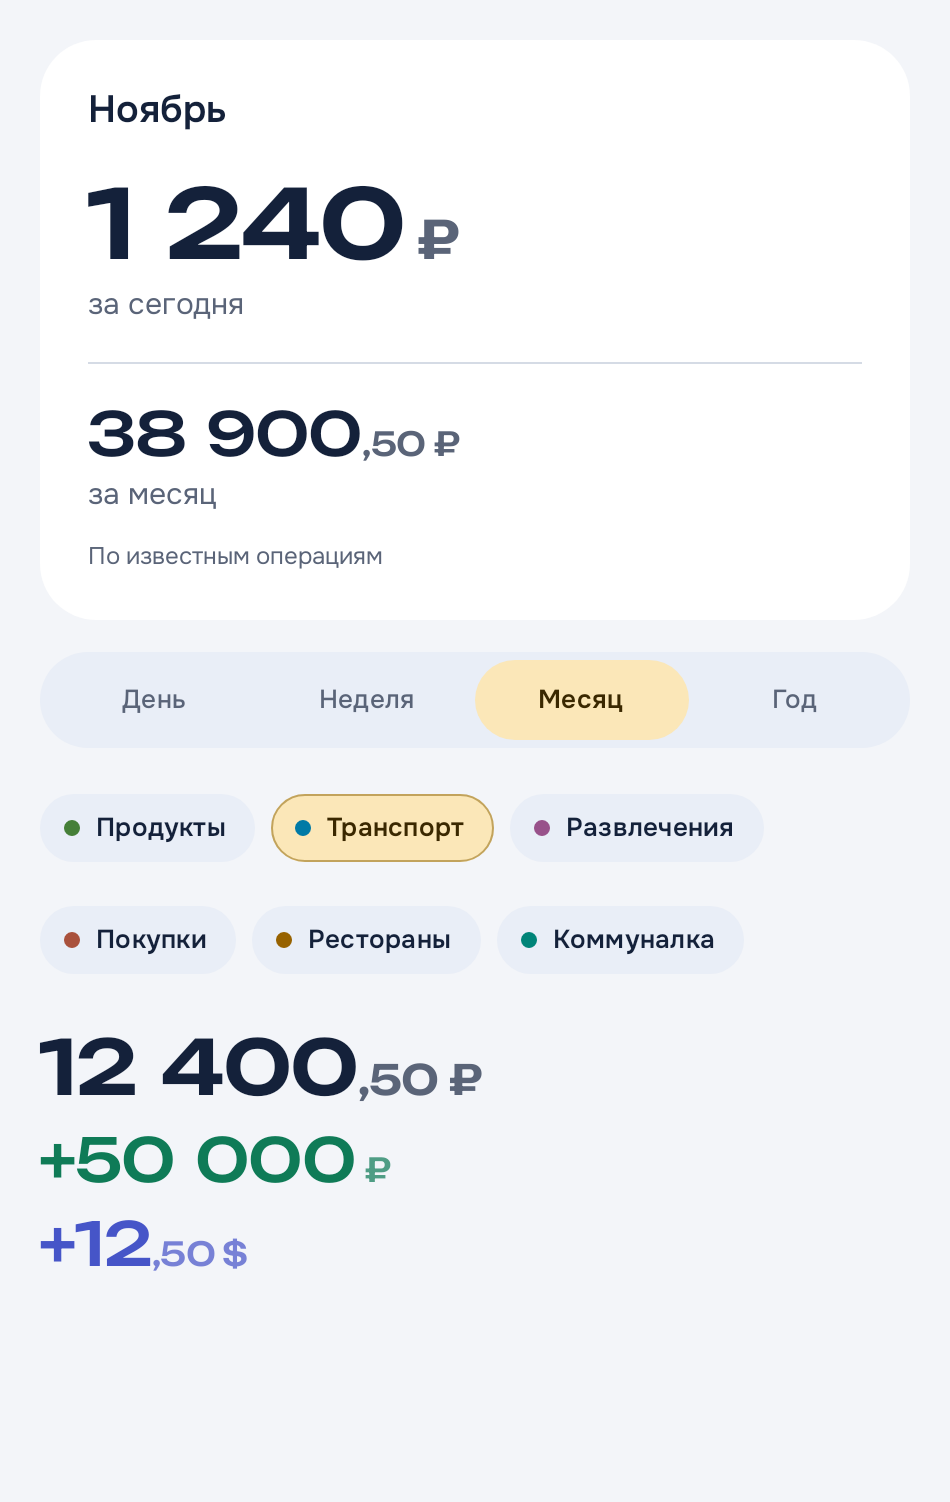 Ноябрь
1 240 ₽
за сегодня
38 900,50 ₽
за месяц
По известным операциям
День Неделя Месяц Год
Продукты Транспорт Развлечения
Покупки Рестораны Коммуналка
12 400,50 ₽
+50 000 ₽
+12,50 $